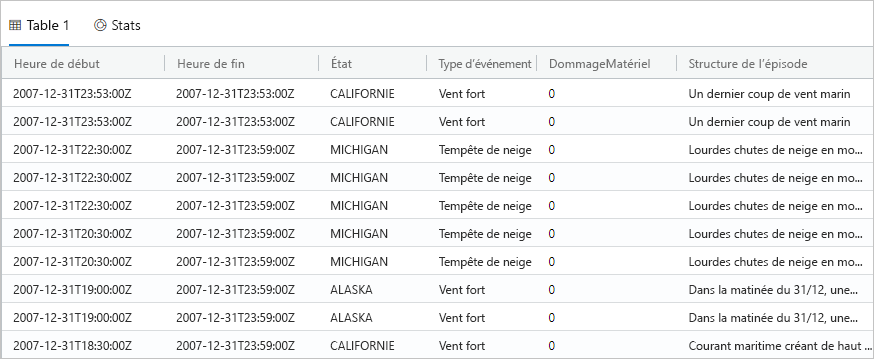 Table 1 Stats
Heure de début Heure de fin État Type d’événement DommageMatériel Structure de l’épisode
2007-12-31T23:53:00Z 2007-12-31T23:53:00Z CALIFORNIE Vent fort 0 Un dernier coup de vent marin
2007-12-31T23:53:00Z 2007-12-31T23:53:00Z CALIFORNIE Vent fort 0 Un dernier coup de vent marin
2007-12-31T22:30:00Z 2007-12-31T23:59:00Z MICHIGAN Tempête de neige 0 Lourdes chutes de neige en mo...
2007-12-31T22:30:00Z 2007-12-31T23:59:00Z MICHIGAN Tempête de neige 0 Lourdes chutes de neige en mo...
2007-12-31T22:30:00Z 2007-12-31T23:59:00Z MICHIGAN Tempête de neige 0 Lourdes chutes de neige en mo...
2007-12-31T20:30:00Z 2007-12-31T23:59:00Z MICHIGAN Tempête de neige 0 Lourdes chutes de neige en mo...
2007-12-31T20:30:00Z 2007-12-31T23:59:00Z MICHIGAN Tempête de neige 0 Lourdes chutes de neige en mo...
2007-12-31T19:00:00Z 2007-12-31T23:59:00Z ALASKA Vent fort 0 Dans la matinée du 31/12, une...
2007-12-31T19:00:00Z 2007-12-31T23:59:00Z ALASKA Vent fort 0 Dans la matinée du 31/12, une...
2007-12-31T18:30:00Z 2007-12-31T23:59:00Z CALIFORNIE Vent fort 0 Courant maritime créant de haut ...